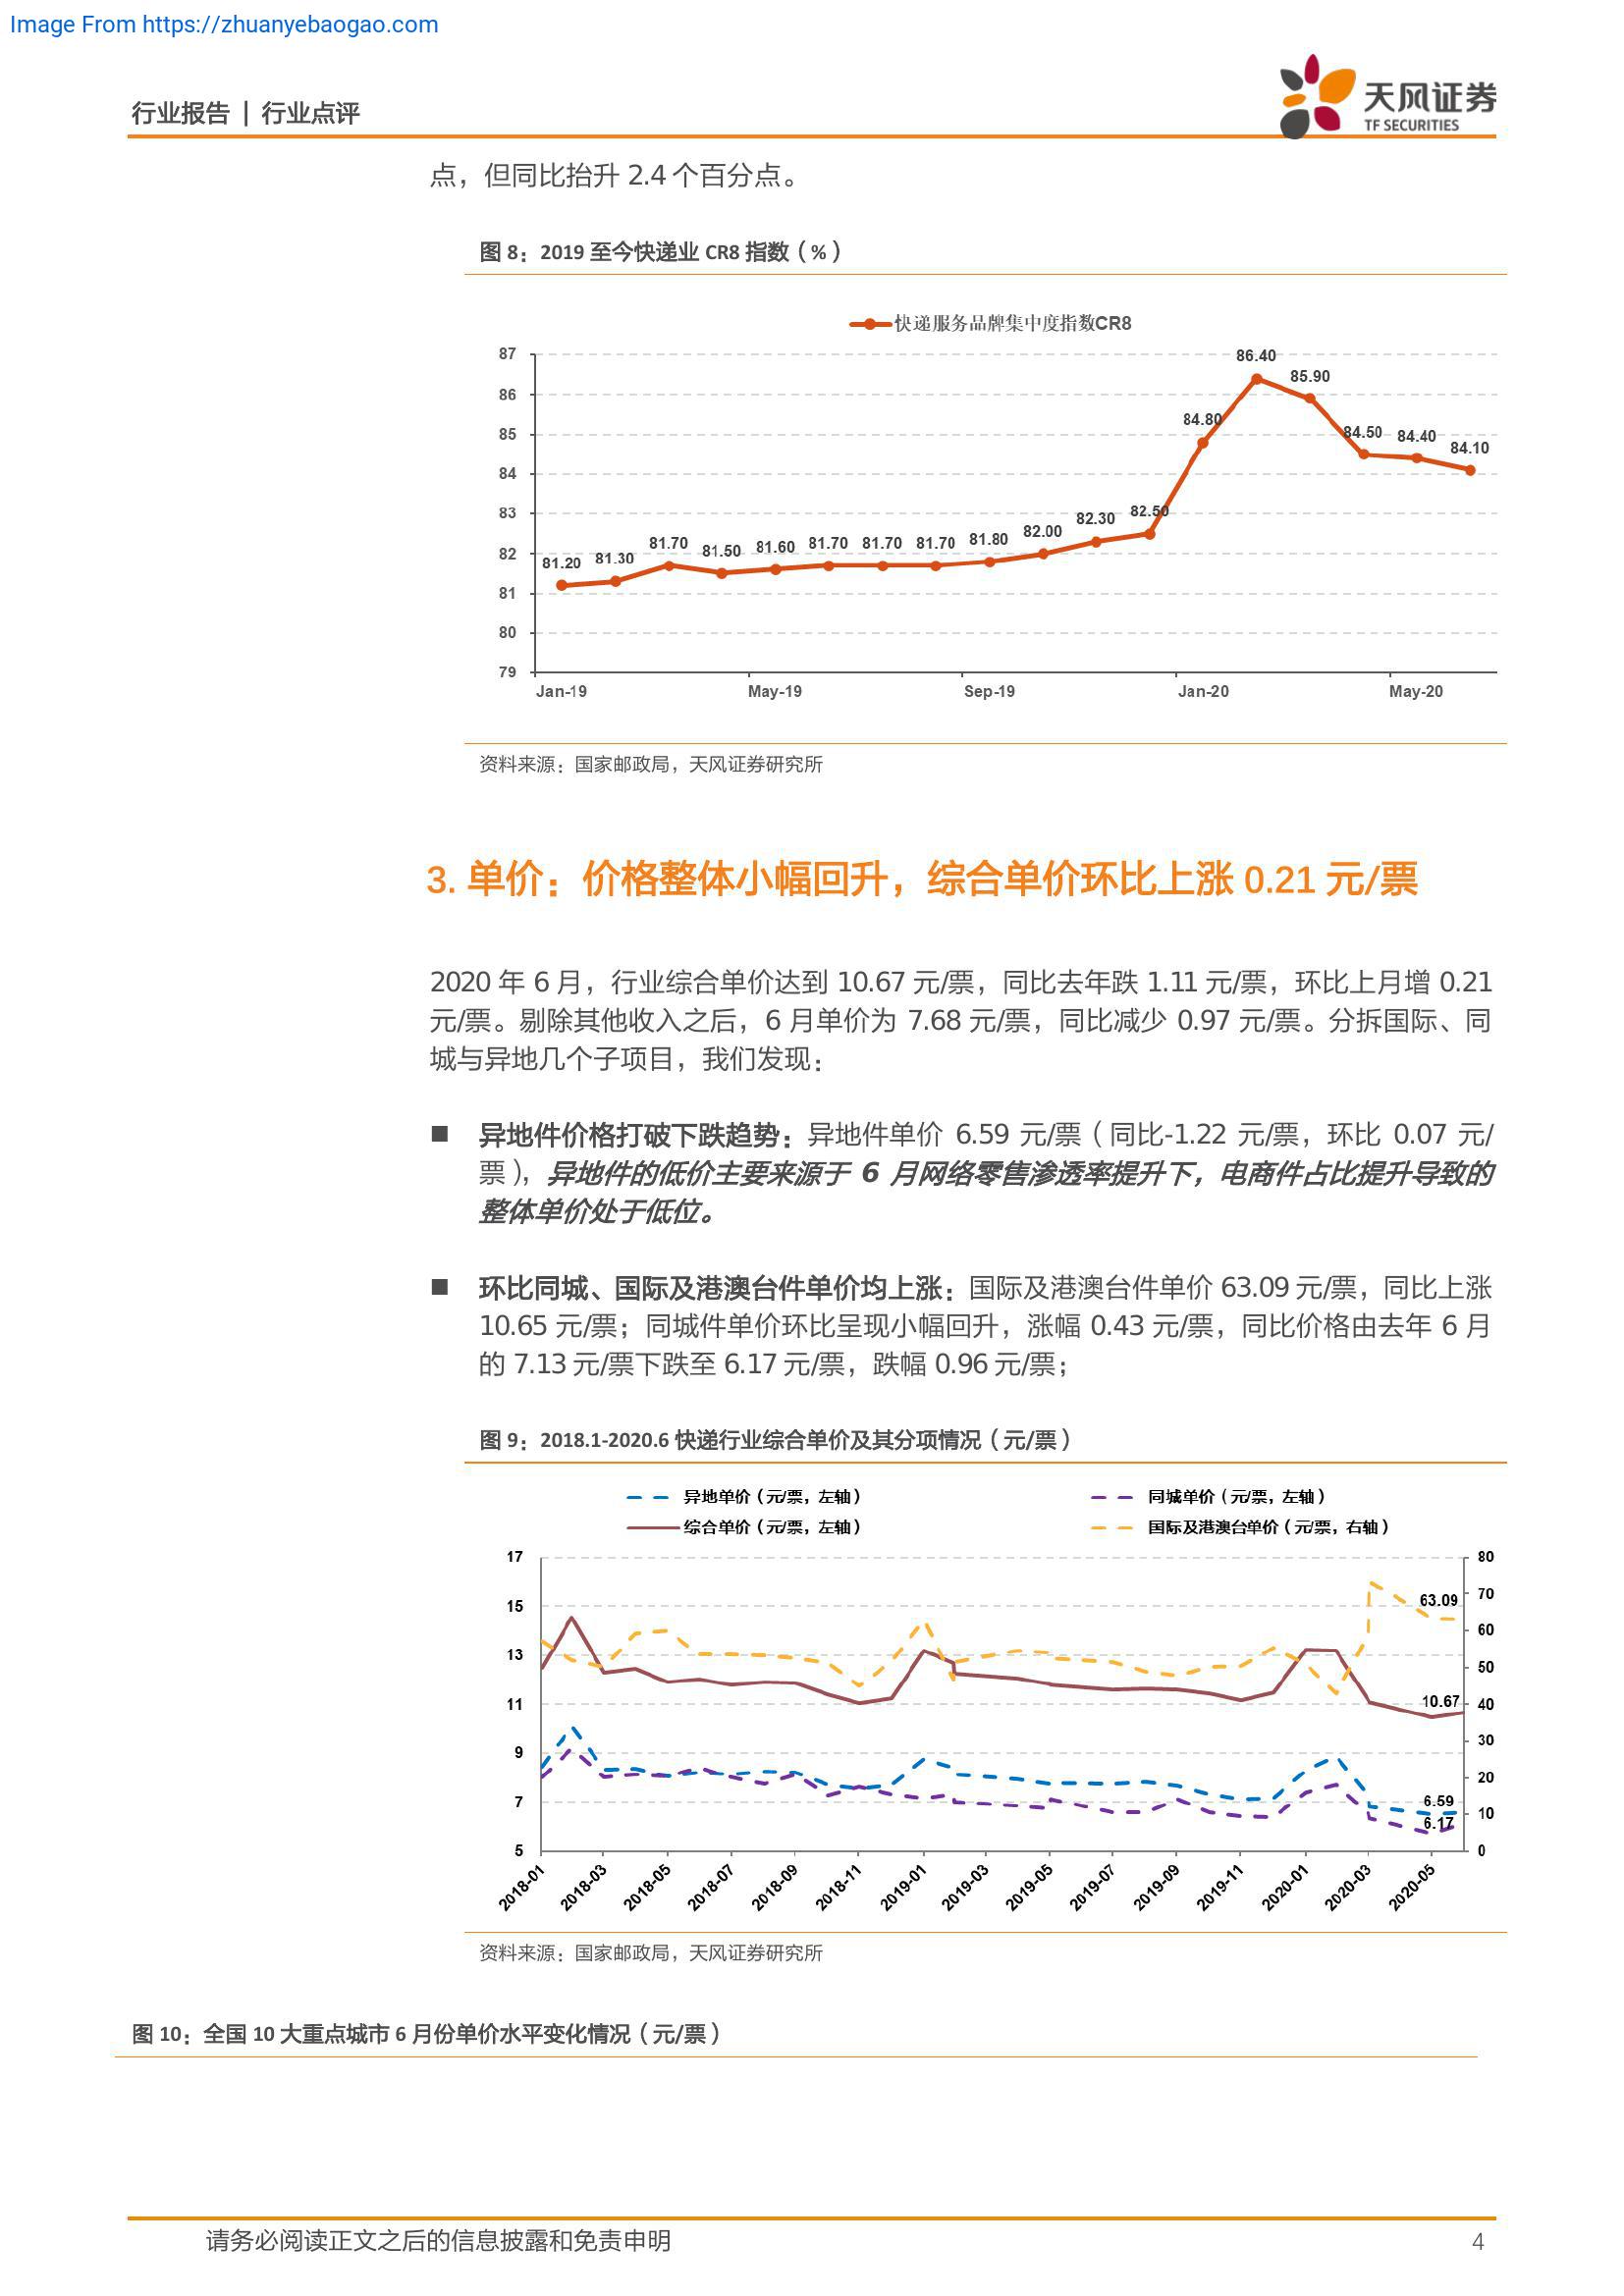 Image From https://zhuanyebaogao.com
行业报告 | 行业点评
天风证券
TF SECURITIES
点，但同比抬升 2.4 个百分点。
图 8：2019 至今快递业 CR8 指数（%）
快递服务品牌集中度指数CR8
87
86
85
84
83
82
81
80
79
81.20
81.30
81.70
81.50
81.60
81.70
81.70
81.70
81.80
82.00
82.30
82.50
84.80
86.40
85.90
84.50
84.40
84.10
Jan-19
May-19
Sep-19
Jan-20
May-20
资料来源：国家邮政局，天风证券研究所
3. 单价：价格整体小幅回升，综合单价环比上涨 0.21 元/票
2020 年 6 月，行业综合单价达到 10.67 元/票，同比去年跌 1.11 元/票，环比上月增 0.21
元/票。剔除其他收入之后，6 月单价为 7.68 元/票，同比减少 0.97 元/票。分拆国际、同
城与异地几个子项目，我们发现：
■ 异地件价格打破下跌趋势：异地件单价 6.59 元/票（同比-1.22 元/票，环比 0.07 元/
票），异地件的低价主要来源于 6 月网络零售渗透率提升下，电商件占比提升导致的
整体单价处于低位。
■ 环比同城、国际及港澳台件单价均上涨：国际及港澳台件单价 63.09 元/票，同比上涨
10.65 元/票；同城件单价环比呈现小幅回升，涨幅 0.43 元/票，同比价格由去年 6 月
的 7.13 元/票下跌至 6.17 元/票，跌幅 0.96 元/票；
图 9：2018.1-2020.6 快递行业综合单价及其分项情况（元/票）
异地单价（元/票，左轴）
同城单价（元/票，左轴）
综合单价（元/票，左轴）
国际及港澳台单价（元/票，右轴）
17
15
13
11
9
7
5
80
70
60
50
40
30
20
10
0
63.09
10.67
6.59
6.17
2018-01
2018-03
2018-05
2018-07
2018-09
2018-11
2019-01
2019-03
2019-05
2019-07
2019-09
2019-11
2020-01
2020-03
2020-05
资料来源：国家邮政局，天风证券研究所
图 10：全国 10 大重点城市 6 月份单价水平变化情况（元/票）
请务必阅读正文之后的信息披露和免责申明
4